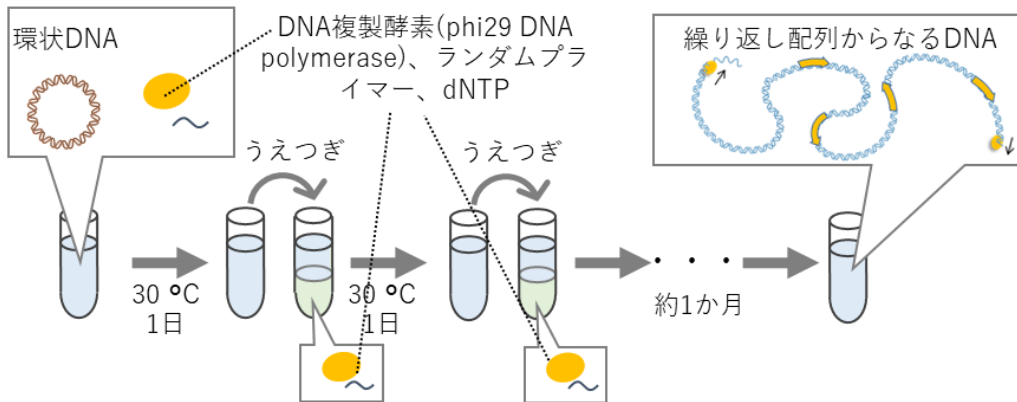 環状DNA
DNA複製酵素(phi29 DNA
polymerase)、ランダムプラ
イマー、dNTP
繰り返し配列からなるDNA
うえつぎ
うえつぎ
30 ºC
1日
30 ºC
1日
・・・
約1か月